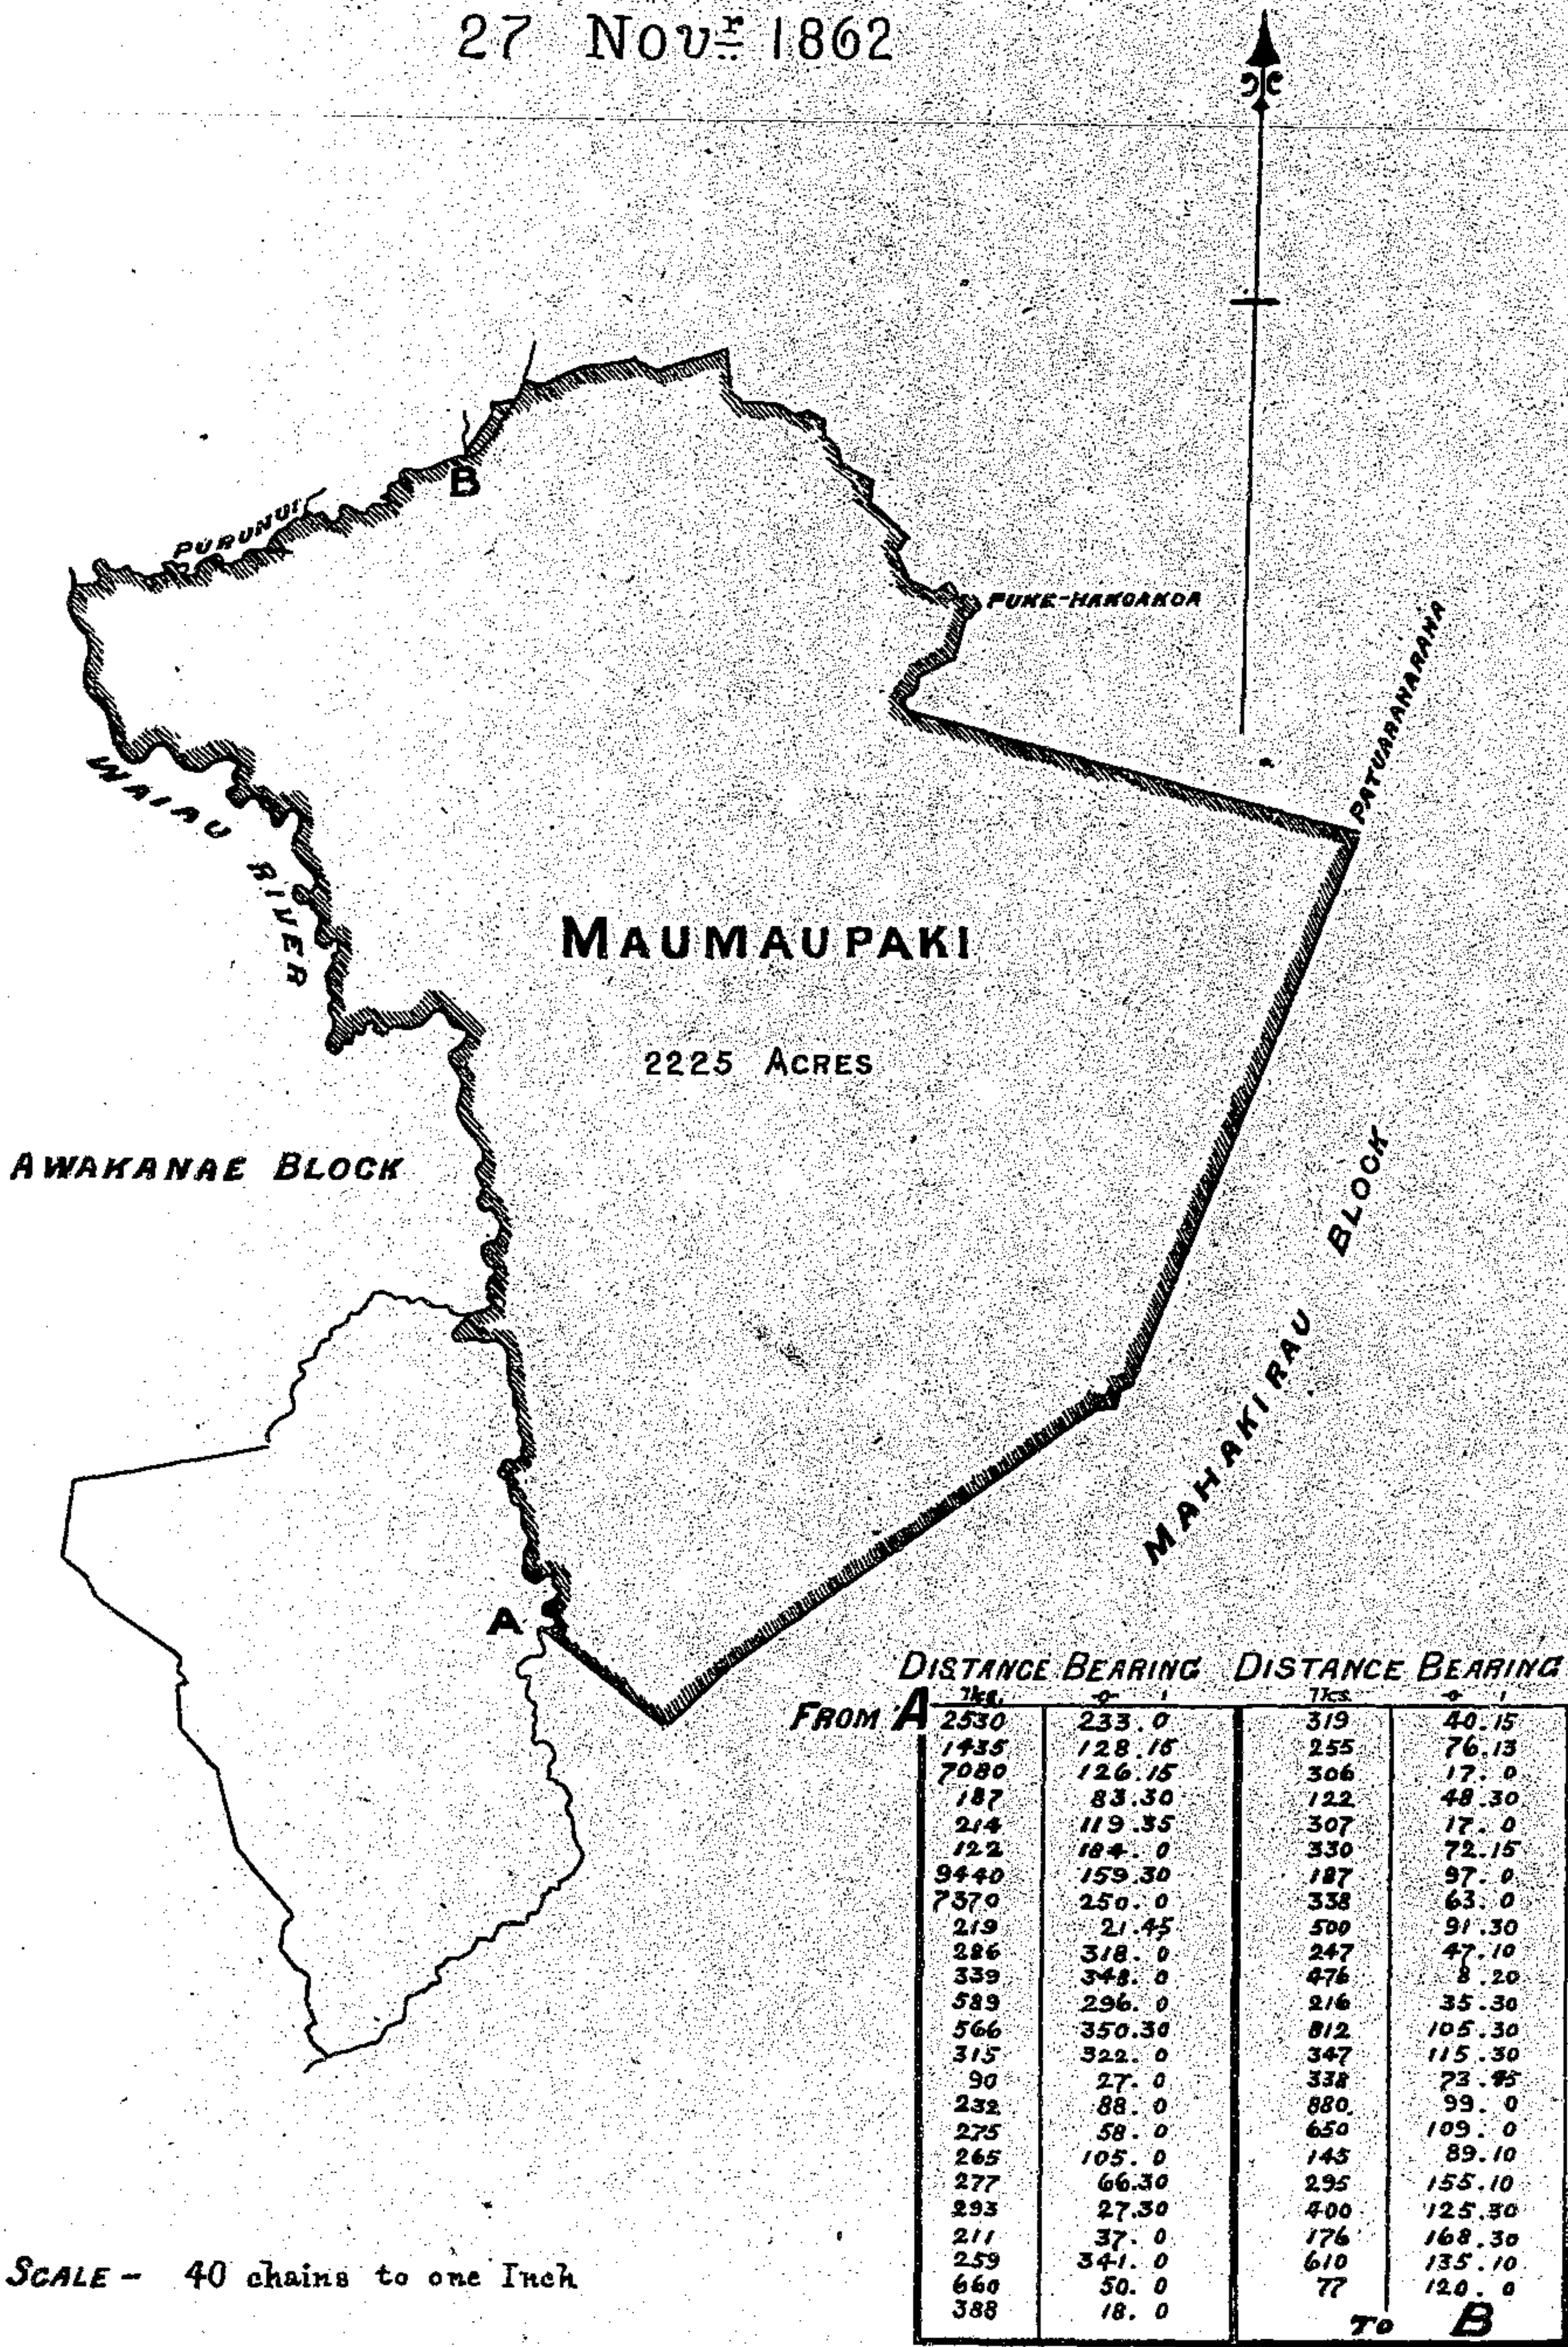 27 Novr 1862
B
PURUNUI
PUKE-HAKOAKOA
PATUARAHARAHA
WAIAU RIVER
MAUMAUPAKI
2225 ACRES
AWAKANAE BLOCK
MAHAKIRAU BLOCK
A
DISTANCE BEARING DISTANCE BEARING
FROM A Lks. o ' Lks. o '
2530 233.0 319 40.15
1435 128.15 255 76.13
7080 126.15 306 17.0
187 83.30 122 48.30
214 119.35 307 17.0
122 184.0 330 72.15
9440 159.30 187 97.0
7370 250.0 338 63.0
219 21.45 500 91.30
286 318.0 247 47.10
339 348.0 476 8.20
589 296.0 216 35.30
566 350.30 812 105.30
315 322.0 347 115.30
90 27.0 338 73.45
232 88.0 880 99.0
275 58.0 650 109.0
265 105.0 145 89.10
277 66.30 295 155.10
293 27.30 400 125.30
211 37.0 176 168.30
259 341.0 610 135.10
660 50.0 77 120.0
388 18.0
TO B
SCALE - 40 chains to one Inch